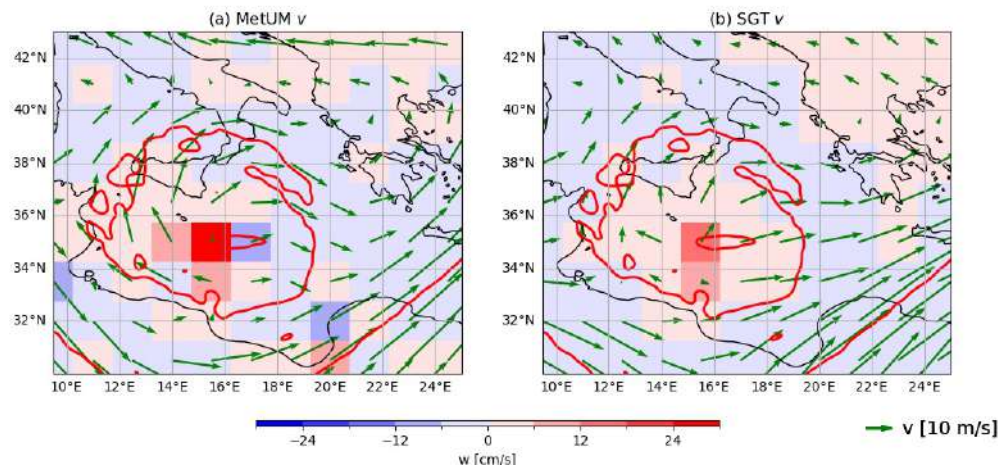 (a) MetUM v
(b) SGT v
42°N
40°N
38°N
36°N
34°N
32°N
10°E 12°E 14°E 16°E 18°E 20°E 22°E 24°E
42°N
40°N
38°N
36°N
34°N
32°N
10°E 12°E 14°E 16°E 18°E 20°E 22°E 24°E
−24 −12 0 12 24
w [cm/s]
v [10 m/s]